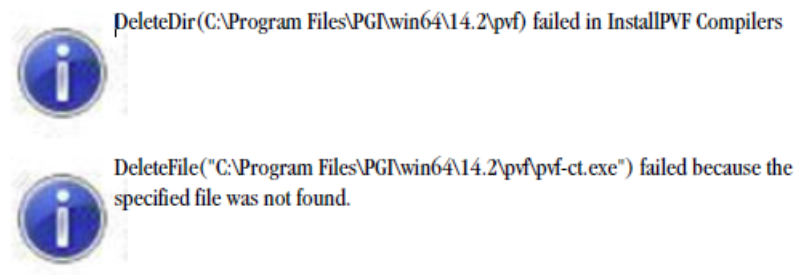 DeleteDir(C:\Program Files\PGI\win64\14.2\pvf) failed in InstallPVF Compilers
DeleteFile("C:\Program Files\PGI\win64\14.2\pvf\pvf-ct.exe") failed because the
specified file was not found.